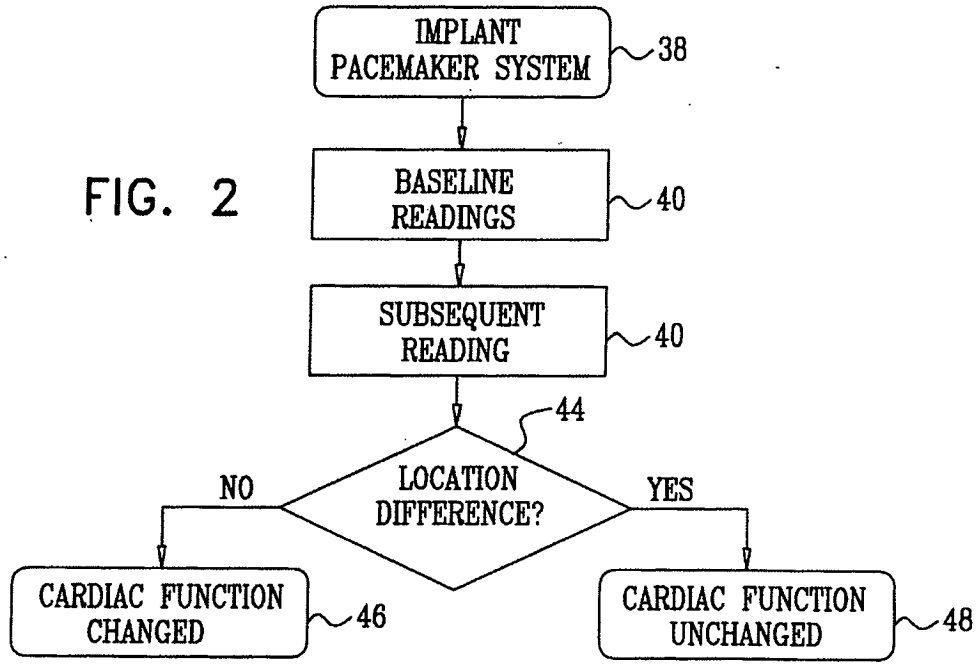 IMPLANT
PACEMAKER SYSTEM
38
FIG. 2
BASELINE
READINGS
40
SUBSEQUENT
READING
40
44
LOCATION
DIFFERENCE?
NO
YES
CARDIAC FUNCTION
CHANGED
46
CARDIAC FUNCTION
UNCHANGED
48